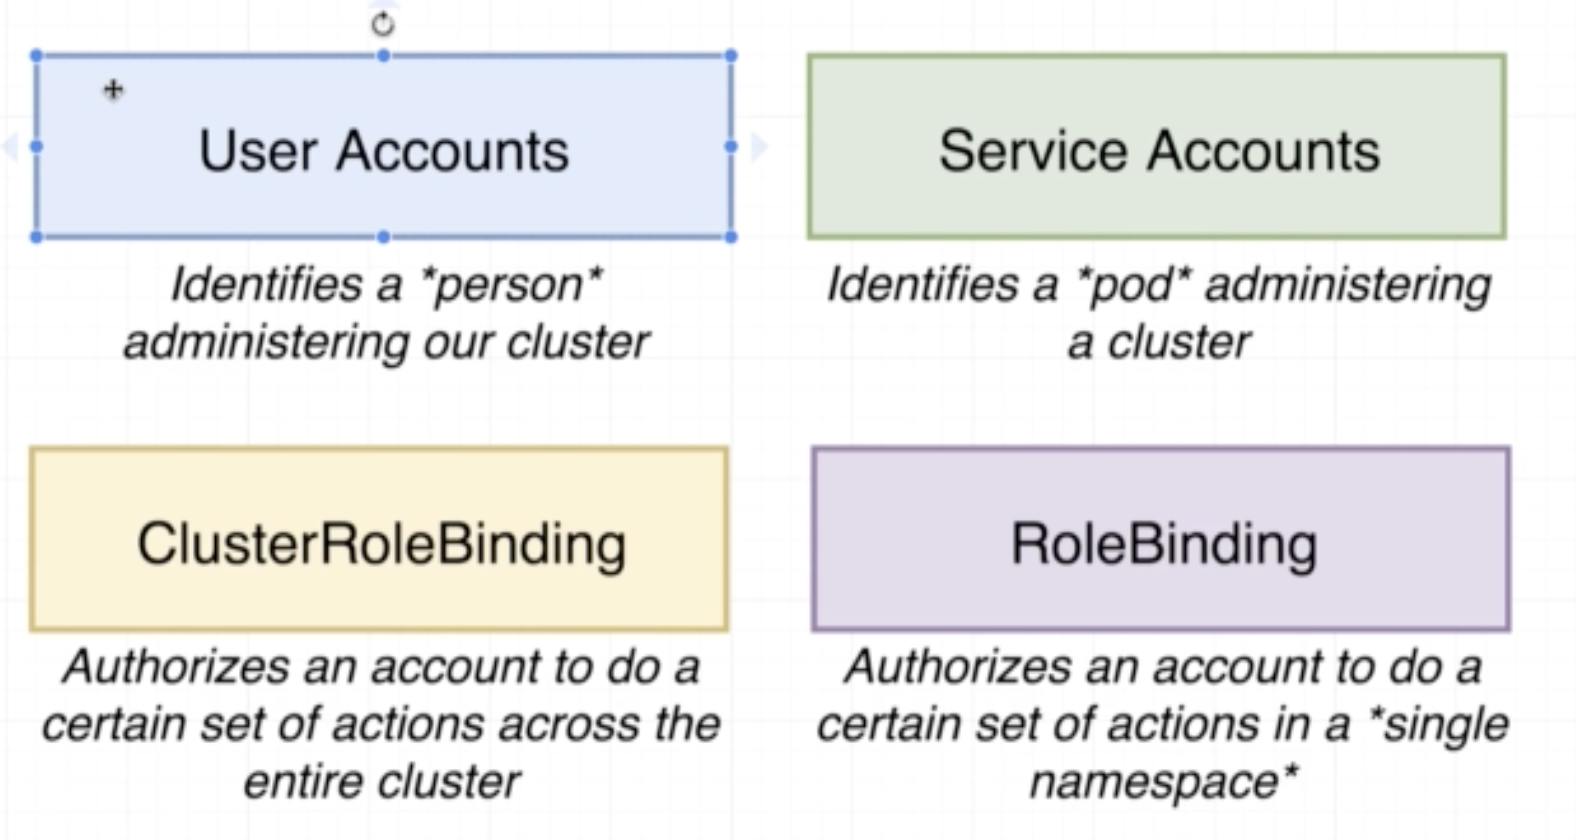 User Accounts
Service Accounts
Identifies a *person*
administering our cluster
Identifies a *pod* administering
a cluster
ClusterRoleBinding
RoleBinding
Authorizes an account to do a
certain set of actions across the
entire cluster
Authorizes an account to do a
certain set of actions in a *single
namespace*